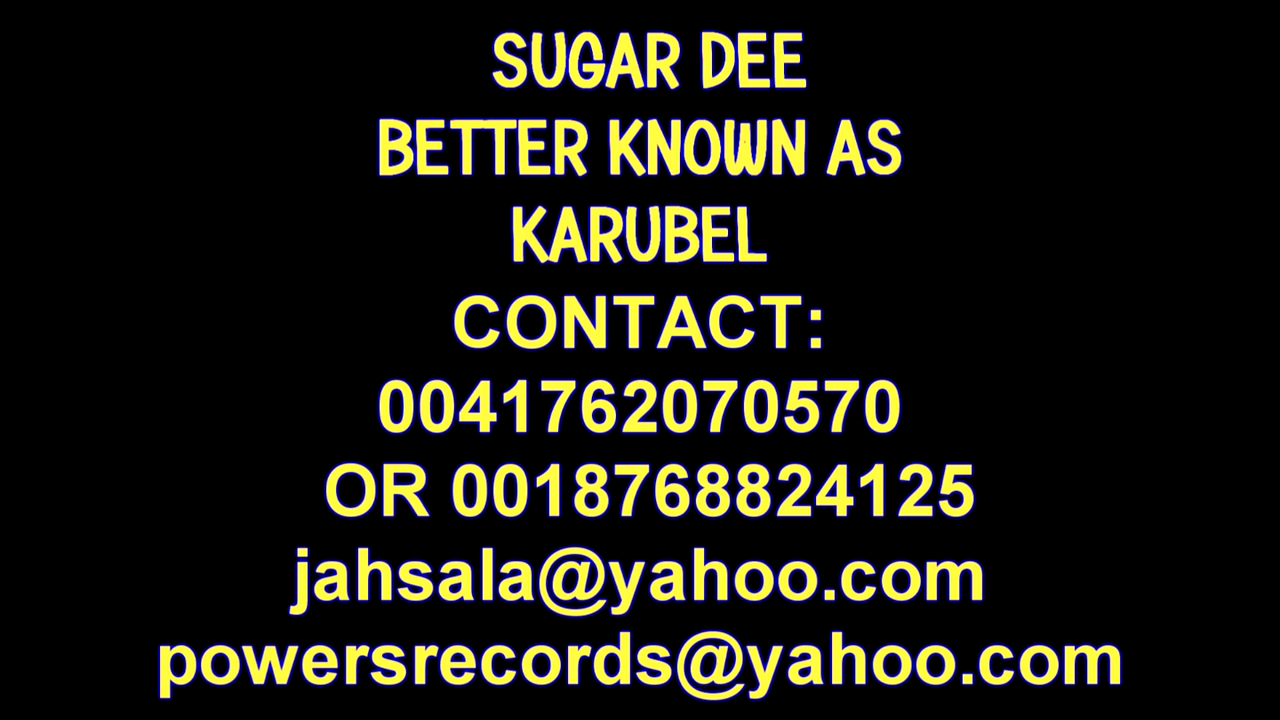 SUGAR DEE
BETTER KNOWN AS
KARUBEL
CONTACT:
0041762070570
OR 0018768824125
jahsala@yahoo.com
powersrecords@yahoo.com